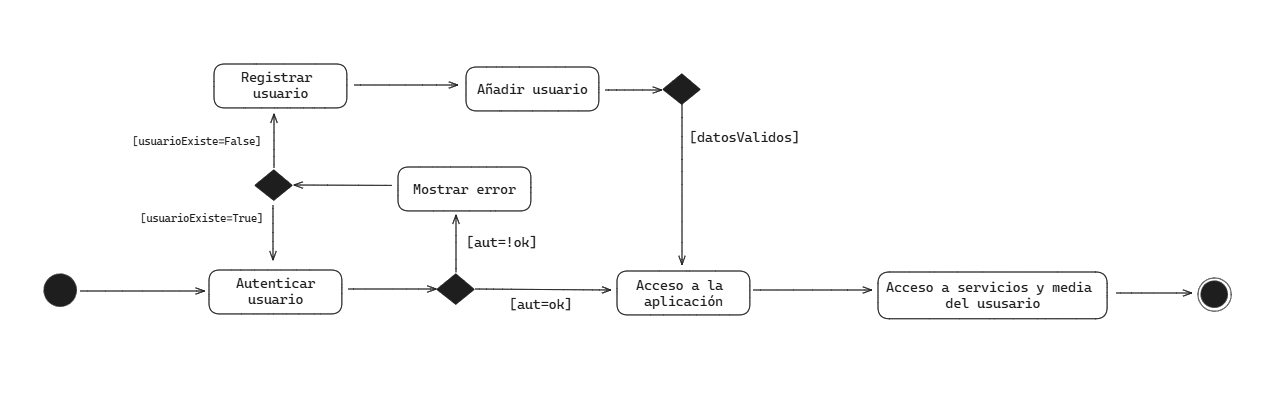 Registrar
usuario
Añadir usuario
[usuarioExiste=False]
[datosValidos]
Mostrar error
[usuarioExiste=True]
[aut=!ok]
Autenticar
usuario
[aut=ok]
Acceso a la
aplicación
Acceso a servicios y media
del ususario